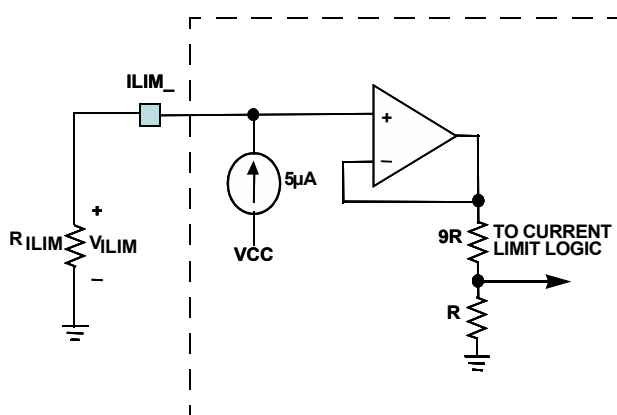 ILIM_
+
−
5µA
VCC
RILIM
+
VILIM
−
9R
TO CURRENT
LIMIT LOGIC
R